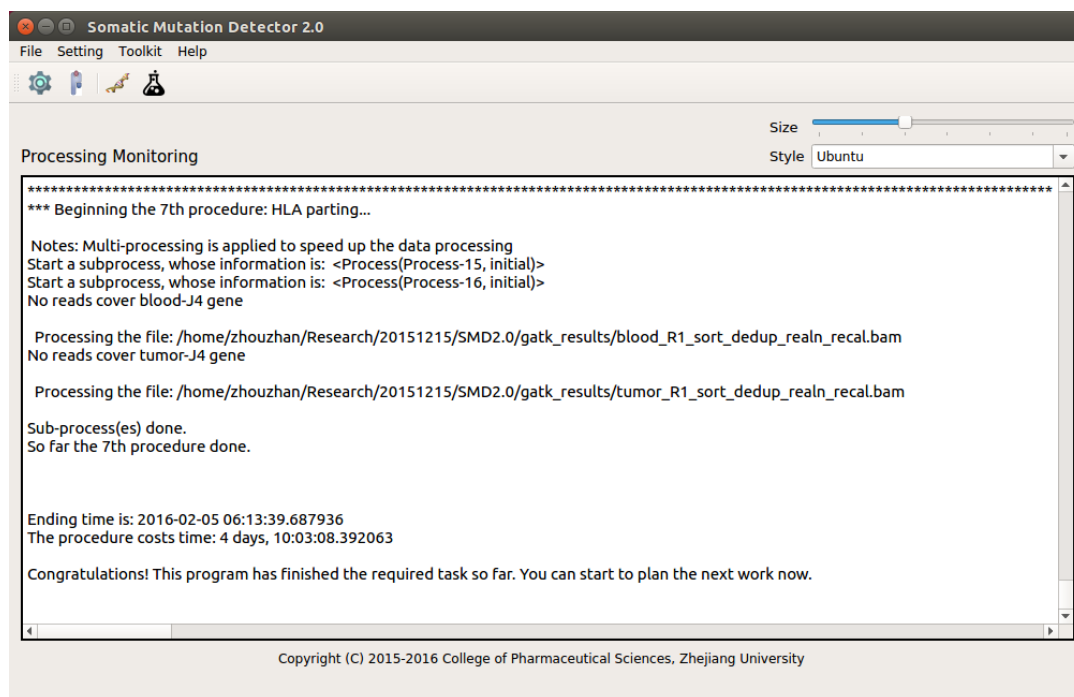 Somatic Mutation Detector 2.0
File Setting Toolkit Help
Size
Processing Monitoring
Style Ubuntu
************************************************************************************************************************************
*** Beginning the 7th procedure: HLA parting...
Notes: Multi-processing is applied to speed up the data processing
Start a subprocess, whose information is: <Process(Process-15, initial)>
Start a subprocess, whose information is: <Process(Process-16, initial)>
No reads cover blood-J4 gene
Processing the file: /home/zhouzhan/Research/20151215/SMD2.0/gatk_results/blood_R1_sort_dedup_realn_recal.bam
No reads cover tumor-J4 gene
Processing the file: /home/zhouzhan/Research/20151215/SMD2.0/gatk_results/tumor_R1_sort_dedup_realn_recal.bam
Sub-process(es) done.
So far the 7th procedure done.
Ending time is: 2016-02-05 06:13:39.687936
The procedure costs time: 4 days, 10:03:08.392063
Congratulations! This program has finished the required task so far. You can start to plan the next work now.
Copyright (C) 2015-2016 College of Pharmaceutical Sciences, Zhejiang University